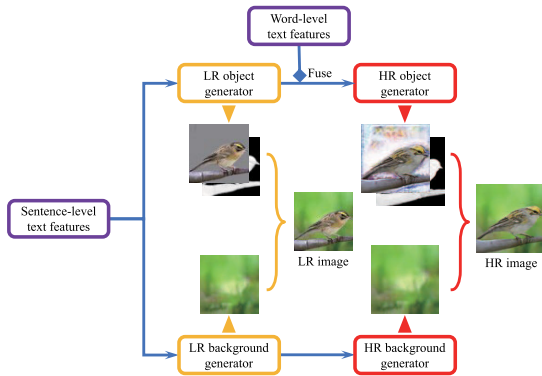 Word-level
text features
LR object
generator
Fuse
HR object
generator
Sentence-level
text features
LR image
HR image
LR background
generator
HR background
generator